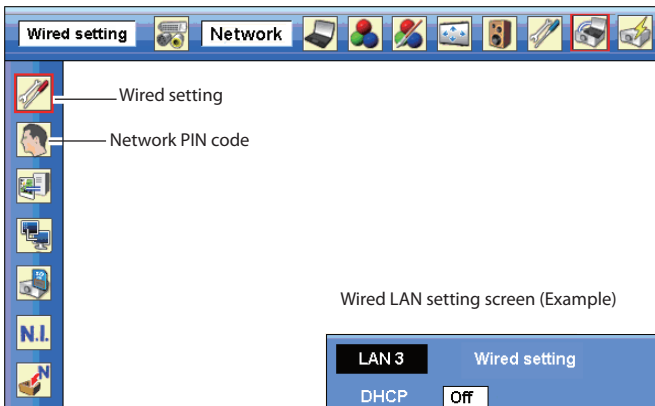 Wired setting Network
Wired setting
Network PIN code
N.I.
N
Wired LAN setting screen (Example)
LAN 3 Wired setting
DHCP Off